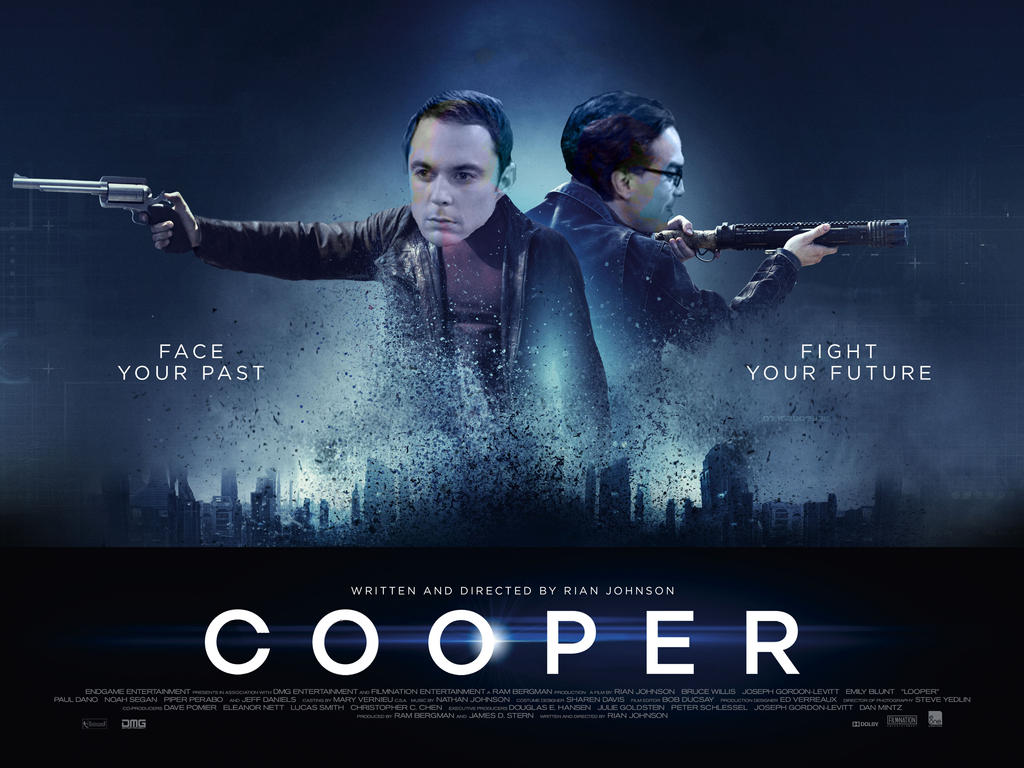 FACE
YOUR PAST
FIGHT
YOUR FUTURE
WRITTEN AND DIRECTED BY RIAN JOHNSON
COOPER
ENDGAME ENTERTAINMENT PRESENTS IN ASSOCIATION WITH DMG ENTERTAINMENT AND FILMNATION ENTERTAINMENT A RAM BERGMAN PRODUCTION A FILM BY RIAN JOHNSON BRUCE WILLIS JOSEPH GORDON-LEVITT EMILY BLUNT "LOOPER"
PAUL DANO NOAH SEGAN PIPER PERABO AND JEFF DANIELS CASTING BY MARY VERNIEU C.S.A. MUSIC BY NATHAN JOHNSON COSTUME DESIGNER SHAREN DAVIS FILM EDITOR BOB DUCSAY PRODUCTION DESIGNER ED VERREAUX DIRECTOR OF PHOTOGRAPHY STEVE YEDLIN
CO-PRODUCERS DAVE POMIER ELEANOR NETT LUCAS SMITH CHRISTOPHER C. CHEN EXECUTIVE PRODUCERS DOUGLAS E. HANSEN JULIE GOLDSTEIN PETER SCHLESSEL JOSEPH GORDON-LEVITT DAN MINTZ
PRODUCED BY RAM BERGMAN AND JAMES D. STERN WRITTEN AND DIRECTED BY RIAN JOHNSON
DMG DOLBY FILMNATION